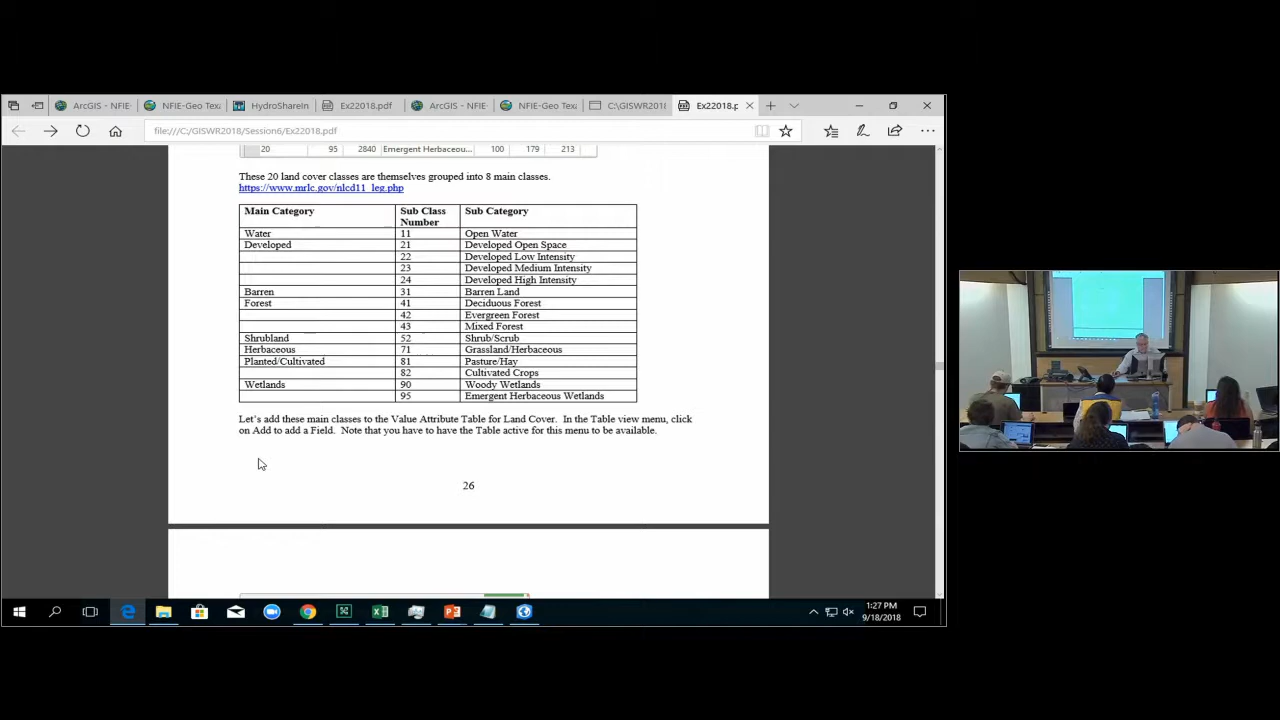 ArcGIS - NFIE-
NFIE-Geo Texa
HydroShareIn
Ex22018.pdf
ArcGIS - NFIE-
NFIE-Geo Texa
C:\GISWR2018\
Ex22018.p
file:///C:/GISWR2018/Session6/Ex22018.pdf
20 95 2840 Emergent Herbaceou... 100 179 213
These 20 land cover classes are themselves grouped into 8 main classes.
https://www.mrlc.gov/nlcd11_leg.php
Main Category Sub Class Number Sub Category
Water 11 Open Water
Developed 21 Developed Open Space
22 Developed Low Intensity
23 Developed Medium Intensity
24 Developed High Intensity
Barren 31 Barren Land
Forest 41 Deciduous Forest
42 Evergreen Forest
43 Mixed Forest
Shrubland 52 Shrub/Scrub
Herbaceous 71 Grassland/Herbaceous
Planted/Cultivated 81 Pasture/Hay
82 Cultivated Crops
Wetlands 90 Woody Wetlands
95 Emergent Herbaceous Wetlands
Let's add these main classes to the Value Attribute Table for Land Cover. In the Table view menu, click
on Add to add a Field. Note that you have to have the Table active for this menu to be available.
26
1:27 PM
9/18/2018